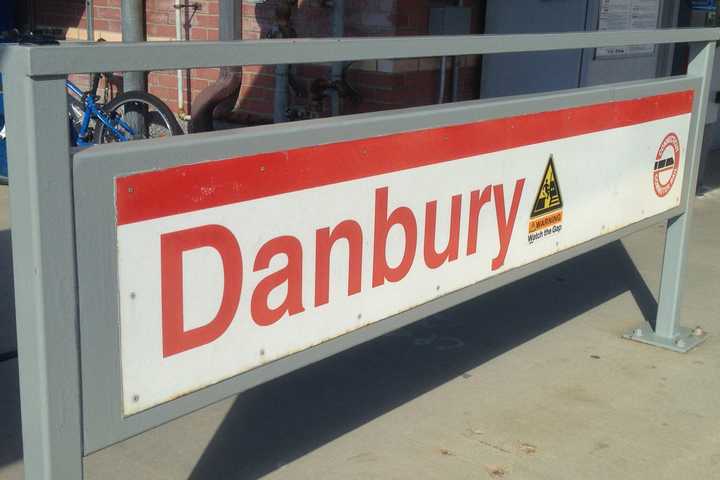 Danbury
WARNING
Watch the Gap